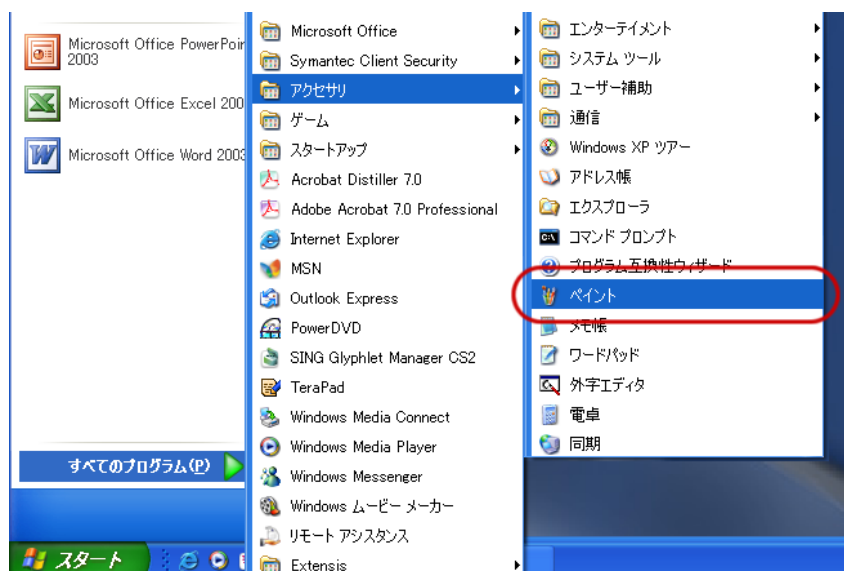 Microsoft Office PowerPoin
2003
Microsoft Office Excel 200
Microsoft Office Word 2003
すべてのプログラム(P)
スタート
Microsoft Office
Symantec Client Security
アクセサリ
ゲーム
スタートアップ
Acrobat Distiller 7.0
Adobe Acrobat 7.0 Professional
Internet Explorer
MSN
Outlook Express
PowerDVD
SING Glyphlet Manager CS2
TeraPad
Windows Media Connect
Windows Media Player
Windows Messenger
Windows ムービー メーカー
リモート アシスタンス
Extensis
エンターテイメント
システム ツール
ユーザー補助
通信
Windows XP ツアー
アドレス帳
エクスプローラ
コマンド プロンプト
プログラム互換性ウィザード
ペイント
メモ帳
ワードパッド
外字エディタ
電卓
同期